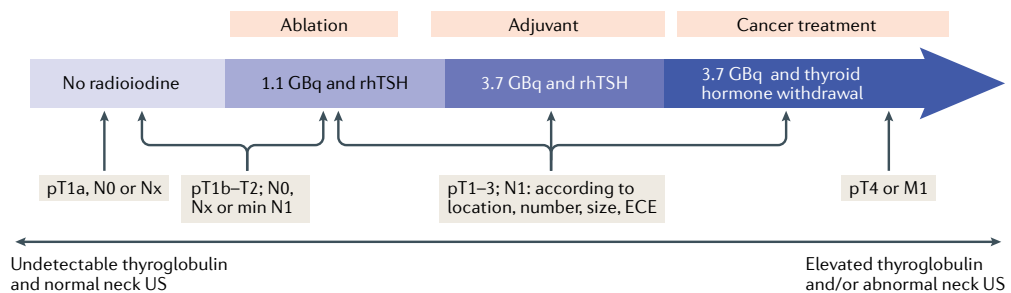 Ablation
Adjuvant
Cancer treatment
No radioiodine
1.1 GBq and rhTSH
3.7 GBq and rhTSH
3.7 GBq and thyroid
hormone withdrawal
pT1a, N0 or Nx
pT1b–T2; N0,
Nx or min N1
pT1–3; N1: according to
location, number, size, ECE
pT4 or M1
Undetectable thyroglobulin
and normal neck US
Elevated thyroglobulin
and/or abnormal neck US